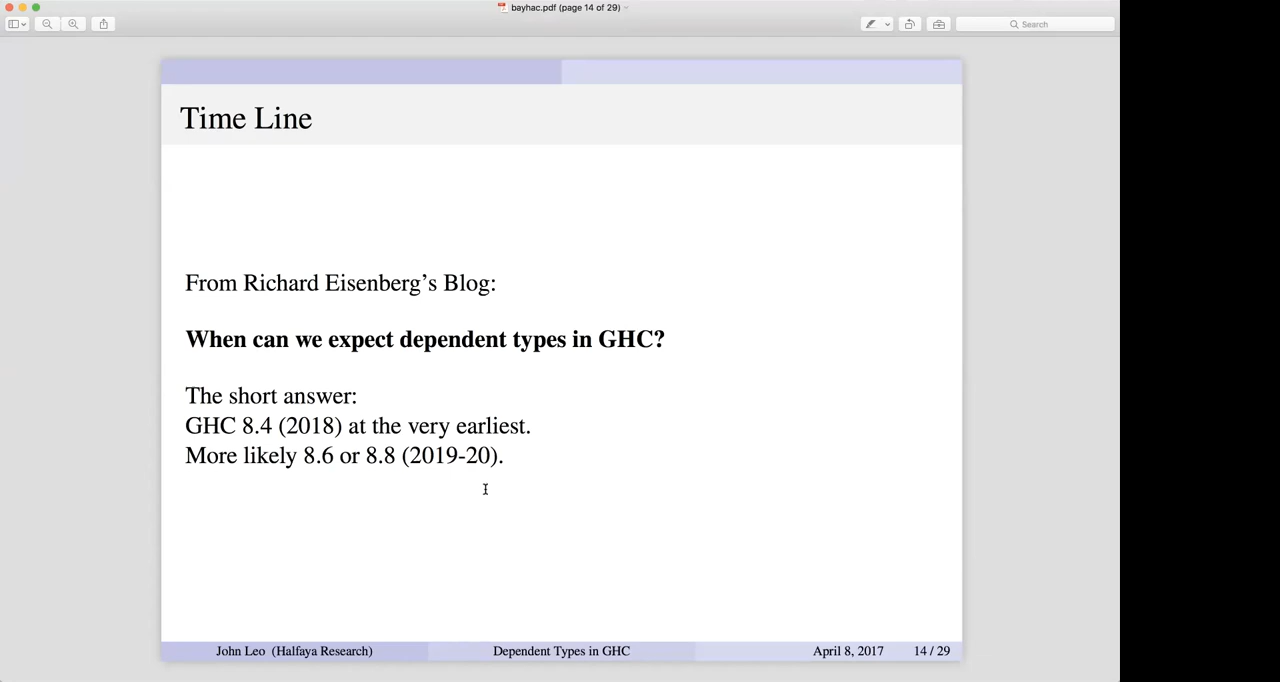 bayhac.pdf (page 14 of 29)
Search
Time Line
From Richard Eisenberg’s Blog:
When can we expect dependent types in GHC?
The short answer:
GHC 8.4 (2018) at the very earliest.
More likely 8.6 or 8.8 (2019-20).
John Leo (Halfaya Research)
Dependent Types in GHC
April 8, 2017
14 / 29